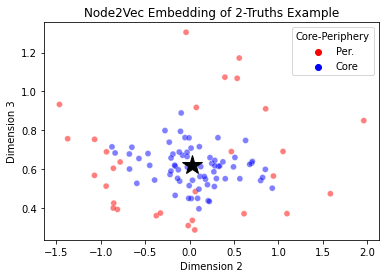 Node2Vec Embedding of 2-Truths Example
Core-Periphery
Per.
Core
Dimension 3
1.2
1.0
0.8
0.6
0.4
−1.5 −1.0 −0.5 0.0 0.5 1.0 1.5 2.0
Dimension 2